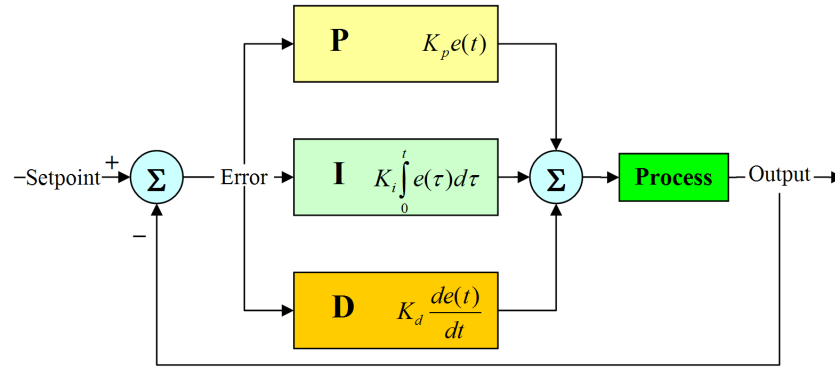 P K_p e(t)
+
Setpoint
Σ
−
Error
I K_i ∫_0^t e(τ)dτ
Σ
Process
Output
D K_d de(t)/dt